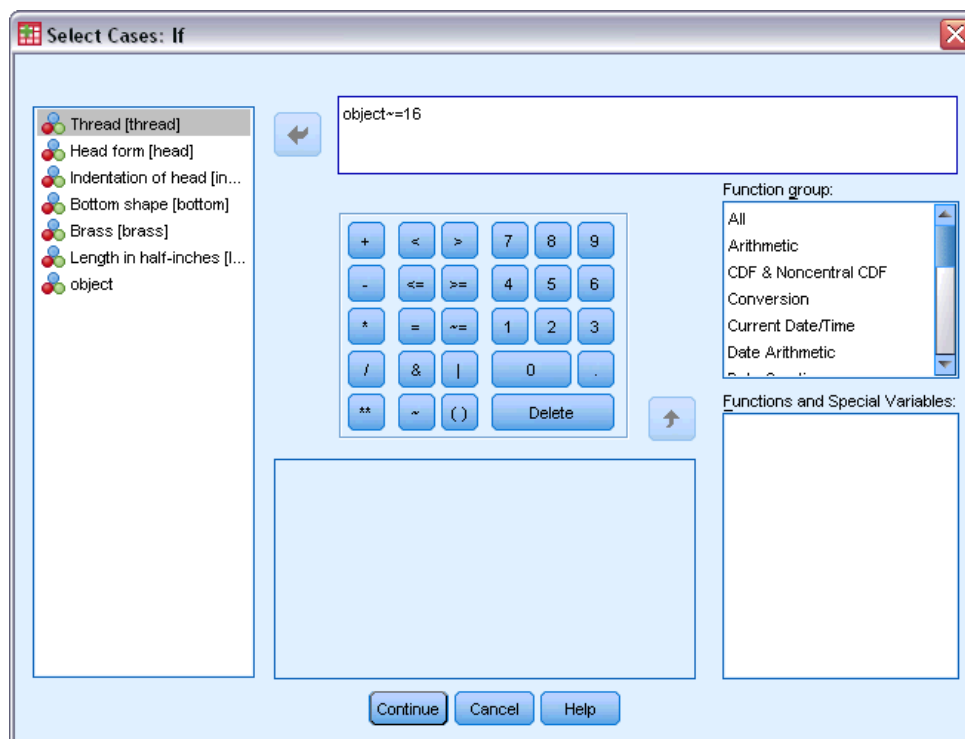 Select Cases: If
Thread [thread]
Head form [head]
Indentation of head [in...
Bottom shape [bottom]
Brass [brass]
Length in half-inches [l...
object
object~=16
+ < > 7 8 9
- <= >= 4 5 6
* = ~= 1 2 3
/ & | 0 .
** ~ ( ) Delete
Function group:
All
Arithmetic
CDF & Noncentral CDF
Conversion
Current Date/Time
Date Arithmetic
Functions and Special Variables:
Continue Cancel Help